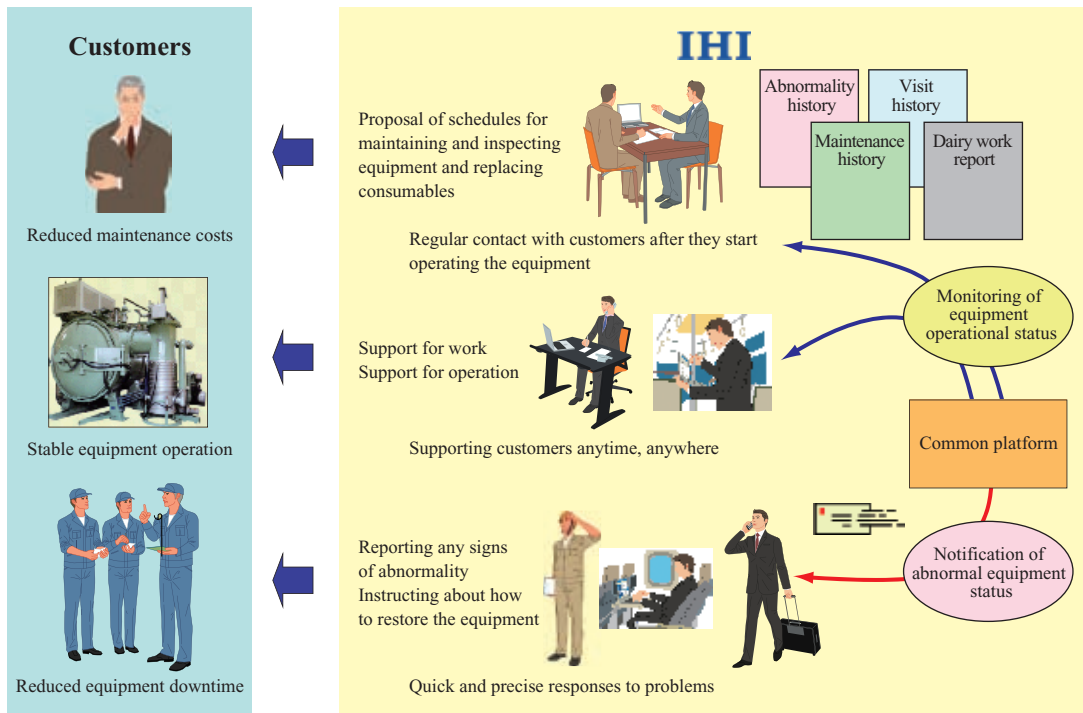 Customers
Reduced maintenance costs
Stable equipment operation
Reduced equipment downtime
IHI
Proposal of schedules for
maintaining and inspecting
equipment and replacing
consumables
Abnormality
history
Visit
history
Maintenance
history
Dairy work
report
Regular contact with customers after they start
operating the equipment
Monitoring of
equipment
operational status
Support for work
Support for operation
Supporting customers anytime, anywhere
Common platform
Reporting any signs
of abnormality
Instructing about how
to restore the equipment
Notification of
abnormal equipment
status
Quick and precise responses to problems